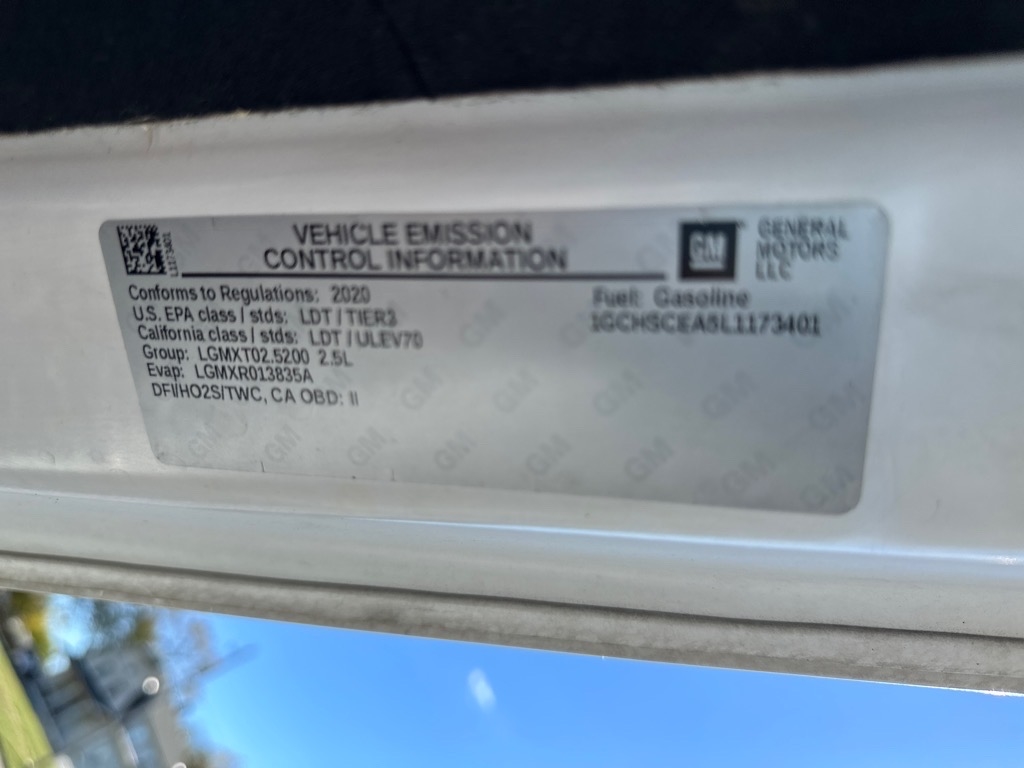 VEHICLE EMISSION
CONTROL INFORMATION
GM
GENERAL
MOTORS
LLC
L1173401
Conforms to Regulations: 2020
U.S. EPA class / stds: LDT / TIER3
California class / stds: LDT / ULEV70
Group: LGMXT02.5200 2.5L
Evap: LGMXR013835A
DFI/HO2S/TWC, CA OBD: II
Fuel: Gasoline
1GCHSCEA5L1173401